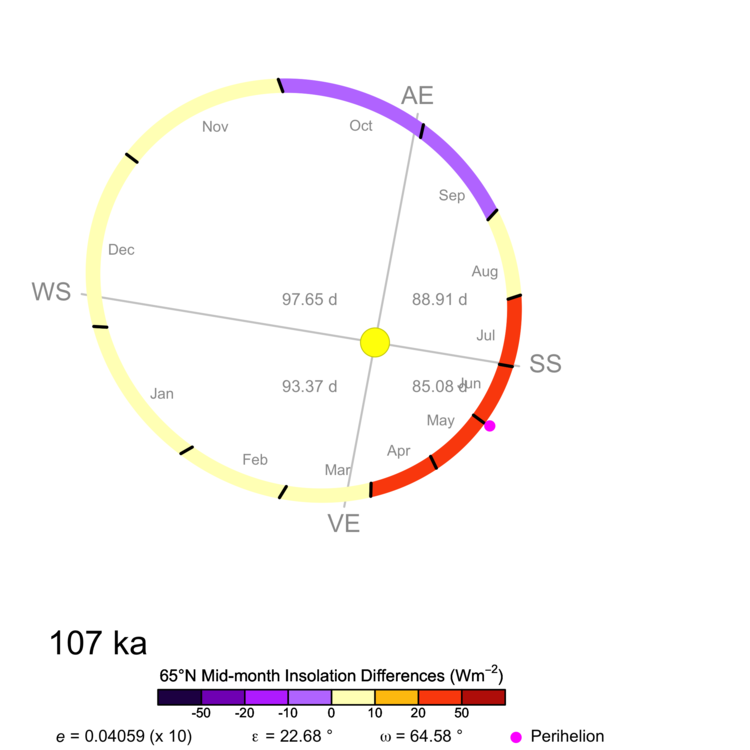 AE
Nov
Oct
Sep
Dec
Aug
WS
97.65 d
88.91 d
Jul
SS
93.37 d
85.08 d
Jun
Jan
May
Apr
Feb
Mar
VE
107 ka
65°N Mid-month Insolation Differences (Wm⁻²)
-50 -20 -10 0 10 20 50
e = 0.04059 (x 10) ε = 22.68 ° ω = 64.58 ° Perihelion